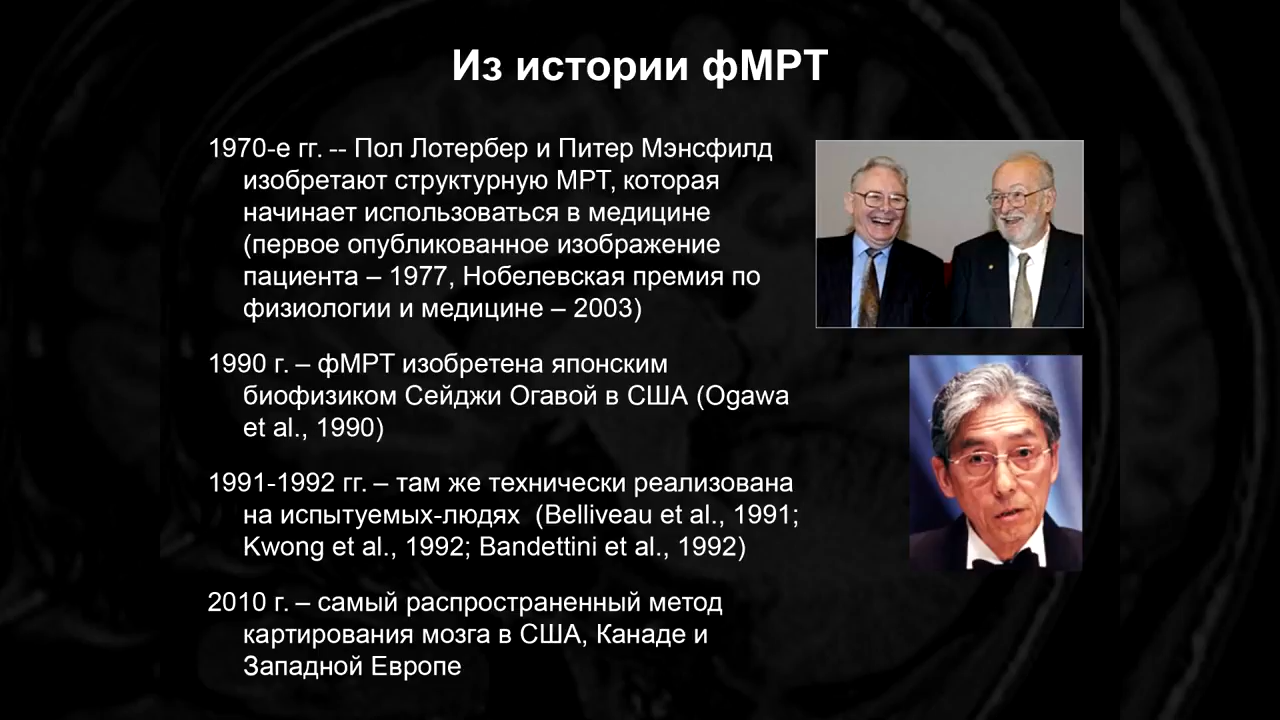 Из истории фМРТ
1970-е гг. -- Пол Лотербер и Питер Мэнсфилд
изобретают структурную МРТ, которая
начинает использоваться в медицине
(первое опубликованное изображение
пациента – 1977, Нобелевская премия по
физиологии и медицине – 2003)
1990 г. – фМРТ изобретена японским
биофизиком Сейджи Огавой в США (Ogawa
et al., 1990)
1991-1992 гг. – там же технически реализована
на испытуемых-людях (Belliveau et al., 1991;
Kwong et al., 1992; Bandettini et al., 1992)
2010 г. – самый распространенный метод
картирования мозга в США, Канаде и
Западной Европе